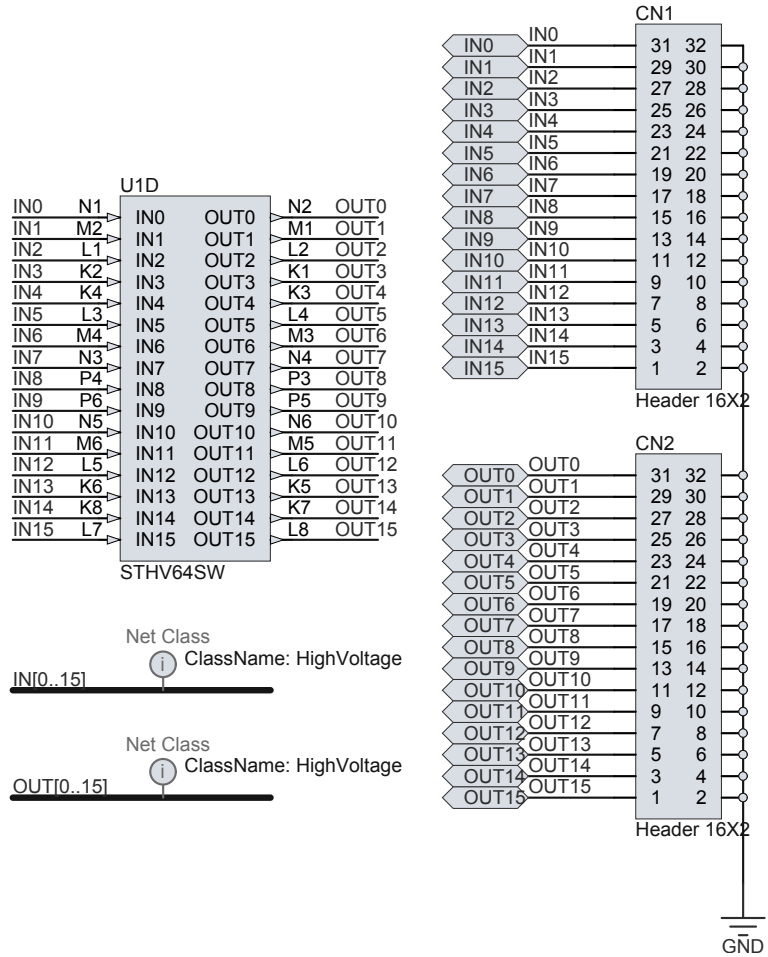 U1D
IN0 N1 IN0 OUT0 N2 OUT0
IN1 M2 IN1 OUT1 M1 OUT1
IN2 L1 IN2 OUT2 L2 OUT2
IN3 K2 IN3 OUT3 K1 OUT3
IN4 K4 IN4 OUT4 K3 OUT4
IN5 L3 IN5 OUT5 L4 OUT5
IN6 M4 IN6 OUT6 M3 OUT6
IN7 N3 IN7 OUT7 N4 OUT7
IN8 P4 IN8 OUT8 P3 OUT8
IN9 P6 IN9 OUT9 P5 OUT9
IN10 N5 IN10 OUT10 N6 OUT10
IN11 M6 IN11 OUT11 M5 OUT11
IN12 L5 IN12 OUT12 L6 OUT12
IN13 K6 IN13 OUT13 K5 OUT13
IN14 K8 IN14 OUT14 K7 OUT14
IN15 L7 IN15 OUT15 L8 OUT15
STHV64SW
Net Class
i ClassName: HighVoltage
IN[0..15]
Net Class
i ClassName: HighVoltage
OUT[0..15]
CN1
IN0 IN0 31 32
IN1 IN1 29 30
IN2 IN2 27 28
IN3 IN3 25 26
IN4 IN4 23 24
IN5 IN5 21 22
IN6 IN6 19 20
IN7 IN7 17 18
IN8 IN8 15 16
IN9 IN9 13 14
IN10 IN10 11 12
IN11 IN11 9 10
IN12 IN12 7 8
IN13 IN13 5 6
IN14 IN14 3 4
IN15 IN15 1 2
Header 16X2
CN2
OUT0 OUT0 31 32
OUT1 OUT1 29 30
OUT2 OUT2 27 28
OUT3 OUT3 25 26
OUT4 OUT4 23 24
OUT5 OUT5 21 22
OUT6 OUT6 19 20
OUT7 OUT7 17 18
OUT8 OUT8 15 16
OUT9 OUT9 13 14
OUT10 OUT10 11 12
OUT11 OUT11 9 10
OUT12 OUT12 7 8
OUT13 OUT13 5 6
OUT14 OUT14 3 4
OUT15 OUT15 1 2
Header 16X2
GND